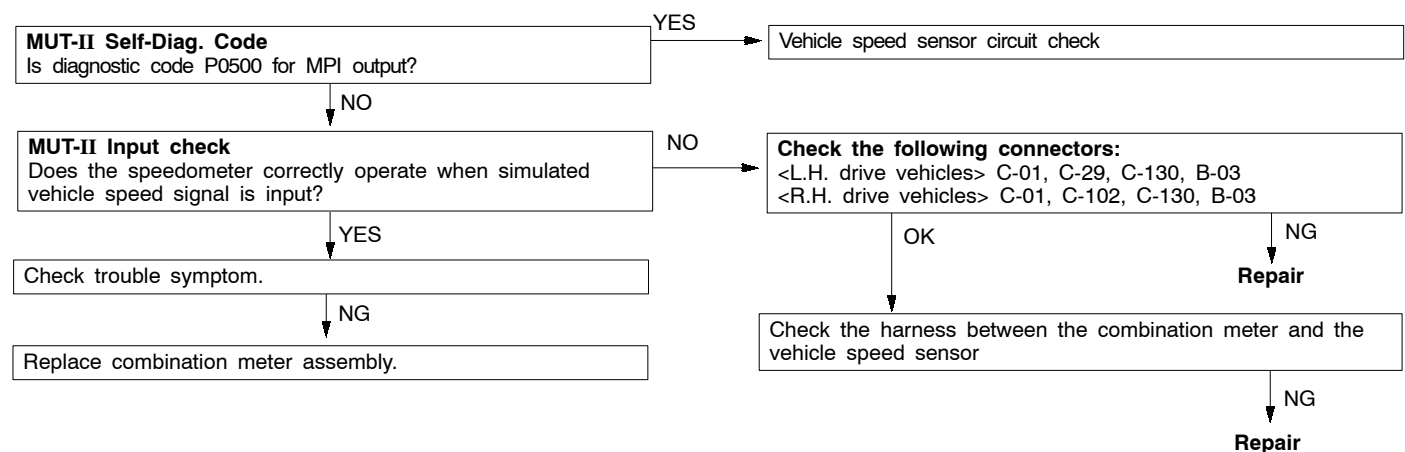 MUT-II Self-Diag. Code
Is diagnostic code P0500 for MPI output?
YES
Vehicle speed sensor circuit check
NO
MUT-II Input check
Does the speedometer correctly operate when simulated
vehicle speed signal is input?
NO
Check the following connectors:
<L.H. drive vehicles> C-01, C-29, C-130, B-03
<R.H. drive vehicles> C-01, C-102, C-130, B-03
YES
OK
NG
Check trouble symptom.
Repair
NG
Check the harness between the combination meter and the
vehicle speed sensor
Replace combination meter assembly.
NG
Repair